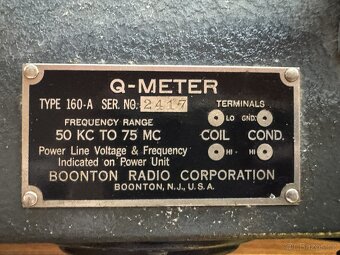 Q-METER
TYPE 160-A SER. NO: 2417 TERMINALS
LO GND:
FREQUENCY RANGE
50 KC TO 75 MC COIL COND.
Power Line Voltage & Frequency HI - HI
Indicated on Power Unit
BOONTON RADIO CORPORATION
BOONTON, N.J., U.S.A.